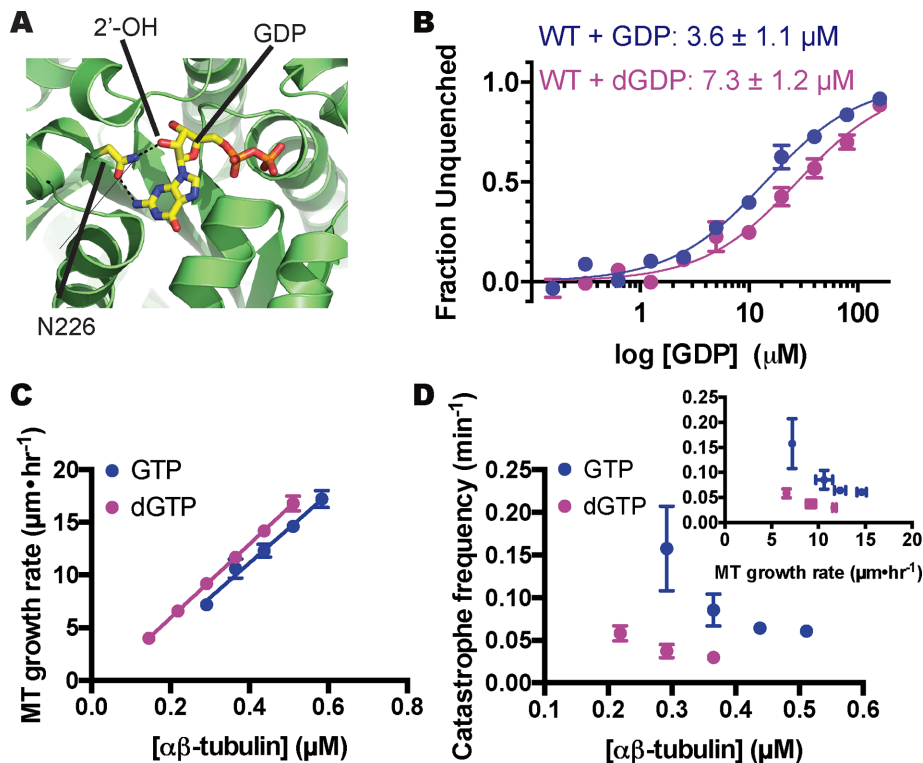 A
2'-OH
GDP
N226
B
WT + GDP: 3.6 ± 1.1 µM
WT + dGDP: 7.3 ± 1.2 µM
Fraction Unquenched
1.0
0.5
0.0
1
10
100
log [GDP] (µM)
C
GTP
dGTP
MT growth rate (µm•hr-1)
20
15
10
5
0
0.0
0.2
0.4
0.6
0.8
[αβ-tubulin] (µM)
D
GTP
dGTP
Catastrophe frequency (min-1)
0.25
0.20
0.15
0.10
0.05
0.00
0.1
0.2
0.3
0.4
0.5
0.6
[αβ-tubulin] (µM)
0.25
0.20
0.15
0.10
0.05
0.00
0
5
10
15
20
MT growth rate (µm•hr-1)